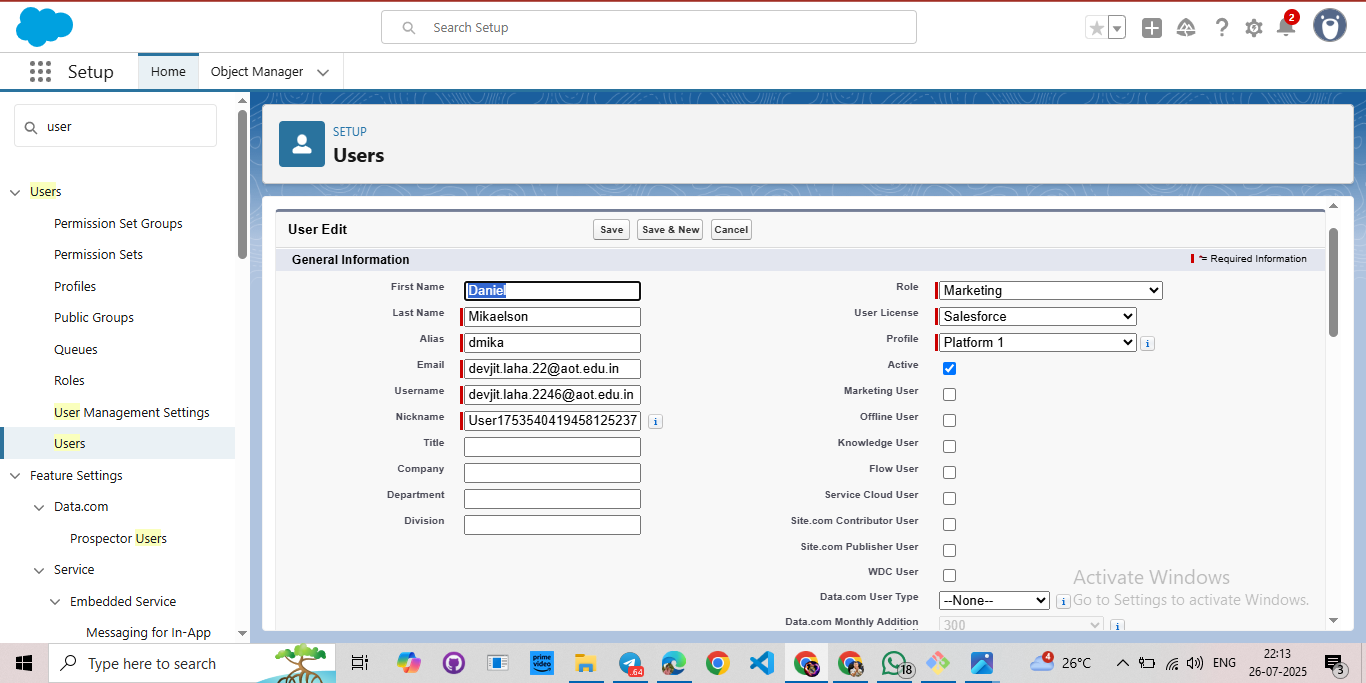 Search Setup
2
Setup
Home
Object Manager
user
Users
Permission Set Groups
Permission Sets
Profiles
Public Groups
Queues
Roles
User Management Settings
Users
Feature Settings
Data.com
Prospector Users
Service
Embedded Service
Messaging for In-App
SETUP
Users
User Edit
Save
Save & New
Cancel
General Information
= Required Information
First Name
Daniel
Last Name
Mikaelson
Alias
dmika
Email
devjit.laha.22@aot.edu.in
Username
devjit.laha.2246@aot.edu.in
Nickname
User1753540419458125237
i
Title
Company
Department
Division
Role
Marketing
User License
Salesforce
Profile
Platform 1
i
Active
Marketing User
Offline User
Knowledge User
Flow User
Service Cloud User
Site.com Contributor User
Site.com Publisher User
WDC User
Data.com User Type
--None--
i
Data.com Monthly Addition
300
i
Activate Windows
Go to Settings to activate Windows.
Type here to search
prime video
.64
18
4
26°C
ENG
22:13
26-07-2025
3